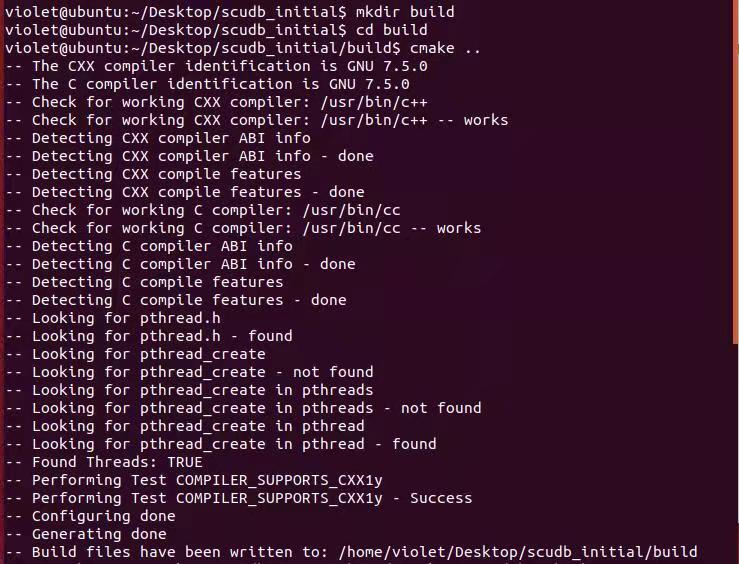 violet@ubuntu:~/Desktop/scudb_initial$ mkdir build
violet@ubuntu:~/Desktop/scudb_initial$ cd build
violet@ubuntu:~/Desktop/scudb_initial/build$ cmake ..
-- The CXX compiler identification is GNU 7.5.0
-- The C compiler identification is GNU 7.5.0
-- Check for working CXX compiler: /usr/bin/c++
-- Check for working CXX compiler: /usr/bin/c++ -- works
-- Detecting CXX compiler ABI info
-- Detecting CXX compiler ABI info - done
-- Detecting CXX compile features
-- Detecting CXX compile features - done
-- Check for working C compiler: /usr/bin/cc
-- Check for working C compiler: /usr/bin/cc -- works
-- Detecting C compiler ABI info
-- Detecting C compiler ABI info - done
-- Detecting C compile features
-- Detecting C compile features - done
-- Looking for pthread.h
-- Looking for pthread.h - found
-- Looking for pthread_create
-- Looking for pthread_create - not found
-- Looking for pthread_create in pthreads
-- Looking for pthread_create in pthreads - not found
-- Looking for pthread_create in pthread
-- Looking for pthread_create in pthread - found
-- Found Threads: TRUE
-- Performing Test COMPILER_SUPPORTS_CXX1y
-- Performing Test COMPILER_SUPPORTS_CXX1y - Success
-- Configuring done
-- Generating done
-- Build files have been written to: /home/violet/Desktop/scudb_initial/build